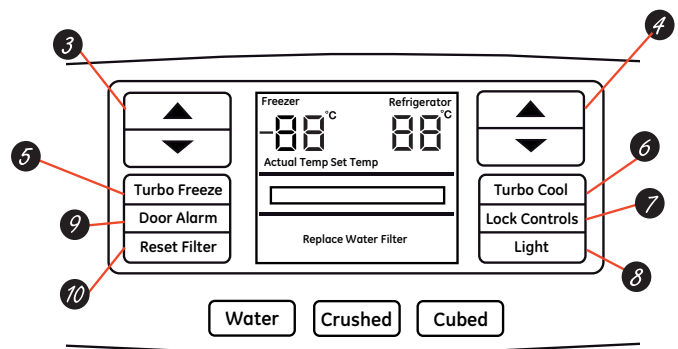 3
4
Freezer Refrigerator
-88 °C 88 °C
Actual Temp Set Temp
5
6
Turbo Freeze
Turbo Cool
7
9
Door Alarm
Lock Controls
Reset Filter
Replace Water Filter
Light
10
8
Water Crushed Cubed